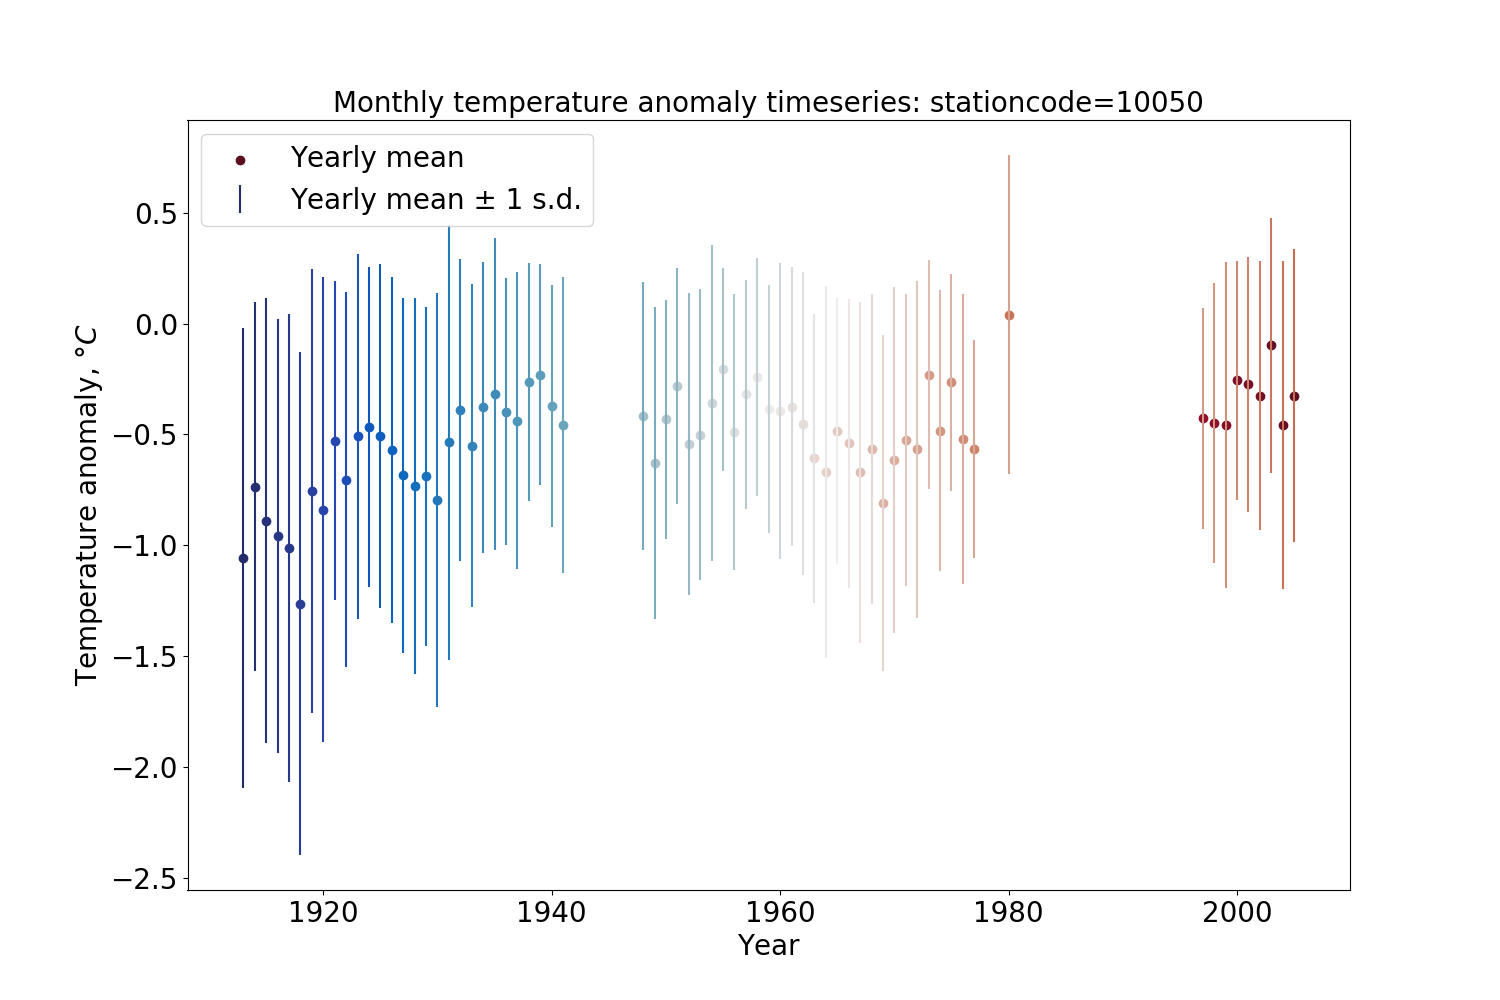 Monthly temperature anomaly timeseries: stationcode=10050
Yearly mean
Yearly mean ± 1 s.d.
0.5
0.0
−0.5
−1.0
−1.5
−2.0
−2.5
Temperature anomaly, °C
1920 1940 1960 1980 2000
Year